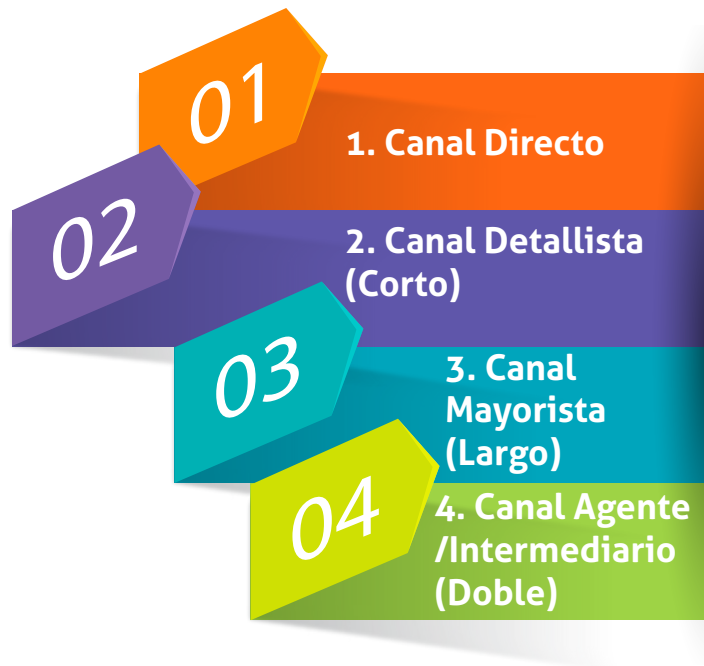 01
1. Canal Directo
02
2. Canal Detallista
(Corto)
03
3. Canal
Mayorista
(Largo)
04
4. Canal Agente
/Intermediario
(Doble)